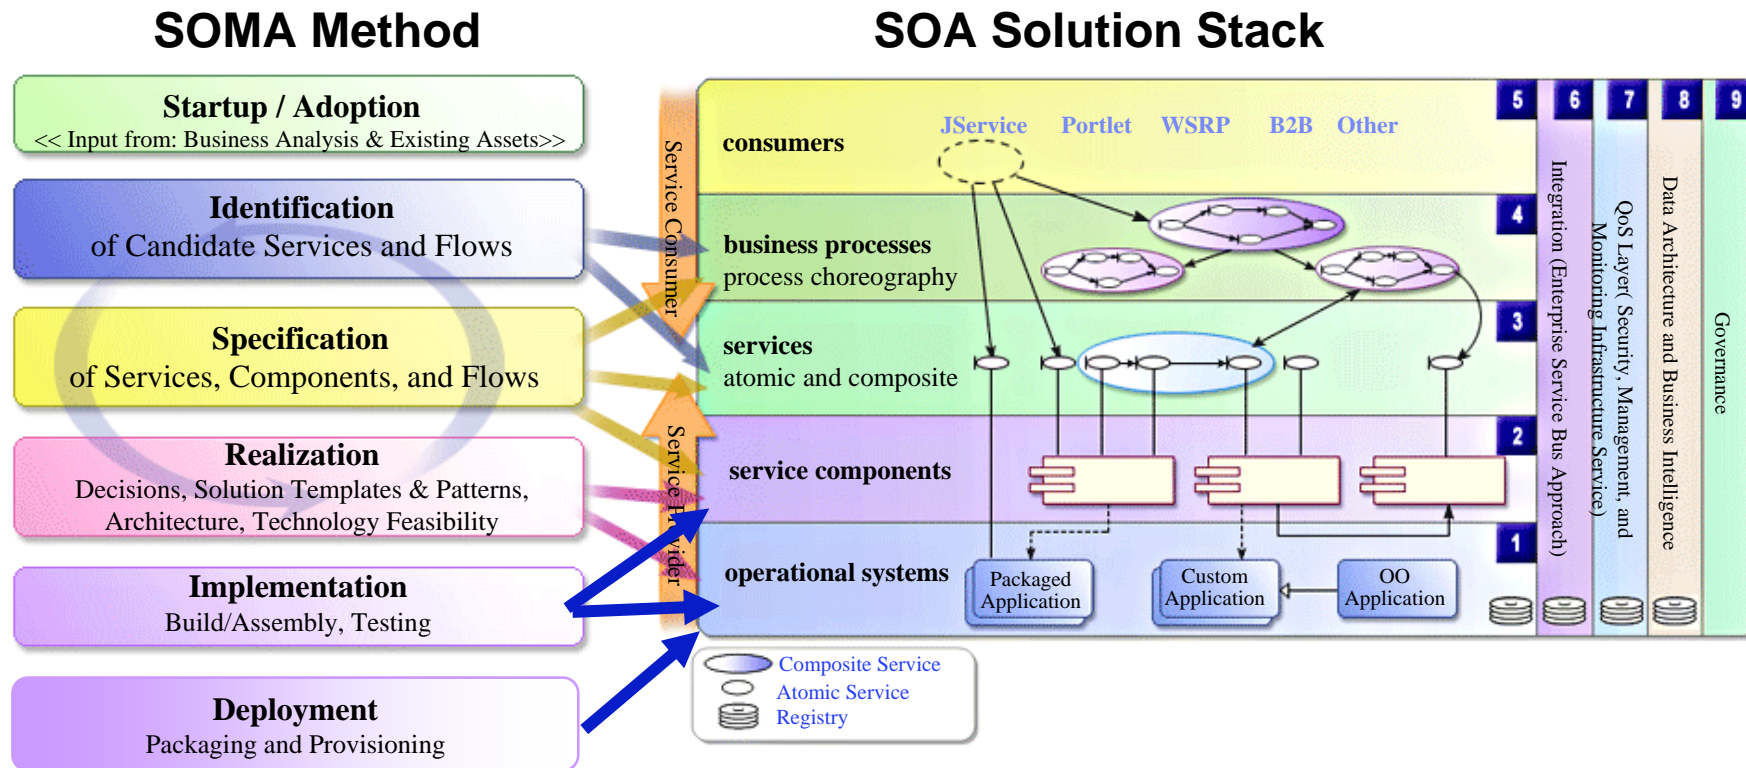 SOMA Method
SOA Solution Stack
Startup / Adoption
<< Input from: Business Analysis & Existing Assets>>
Identification
of Candidate Services and Flows
Specification
of Services, Components, and Flows
Realization
Decisions, Solution Templates & Patterns,
Architecture, Technology Feasibility
Implementation
Build/Assembly, Testing
Deployment
Packaging and Provisioning
Service Consumer
Service Provider
consumers
JService
Portlet
WSRP
B2B
Other
5
business processes
process choreography
4
services
atomic and composite
3
service components
2
operational systems
Packaged
Application
Custom
Application
OO
Application
1
6
Integration (Enterprise Service Bus Approach)
7
QoS Layer( Security, Management, and
Monitoring Infrastructure Service)
8
Data Architecture and Business Intelligence
9
Governance
Composite Service
Atomic Service
Registry